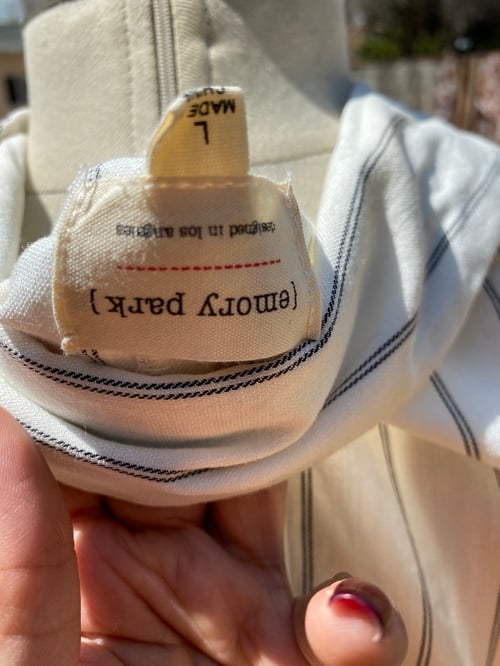 {emory park}
designed in los angeles
L
MADE